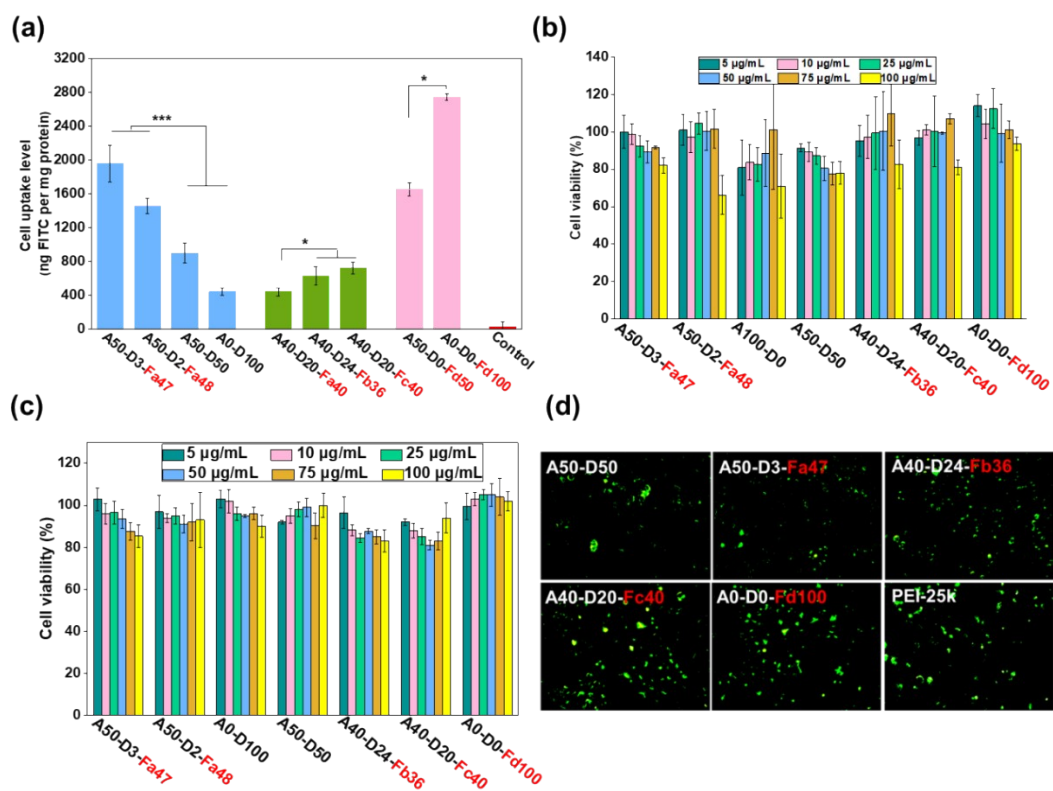 (a)
3200
2800
2400
2000
1600
1200
800
400
0
Cell uptake level
(ng FITC per mg protein)
***
*
*
A50-D3-Fa47
A50-D2-Fa48
A50-D50
A0-D100
A40-D20-Fa40
A40-D24-Fb36
A40-D20-Fc40
A50-D0-Fd50
A0-D0-Fd100
Control
(b)
140
120
100
80
60
40
20
0
Cell viability (%)
5 μg/mL 10 μg/mL 25 μg/mL
50 μg/mL 75 μg/mL 100 μg/mL
A50-D3-Fa47
A50-D2-Fa48
A100-D0
A50-D50
A40-D24-Fb36
A40-D20-Fc40
A0-D0-Fd100
(c)
120
100
80
60
40
20
0
Cell viability (%)
5 μg/mL 10 μg/mL 25 μg/mL
50 μg/mL 75 μg/mL 100 μg/mL
A50-D3-Fa47
A50-D2-Fa48
A0-D100
A50-D50
A40-D24-Fb36
A40-D20-Fc40
A0-D0-Fd100
(d)
A50-D50 A50-D3-Fa47 A40-D24-Fb36
A40-D20-Fc40 A0-D0-Fd100 PEI-25k